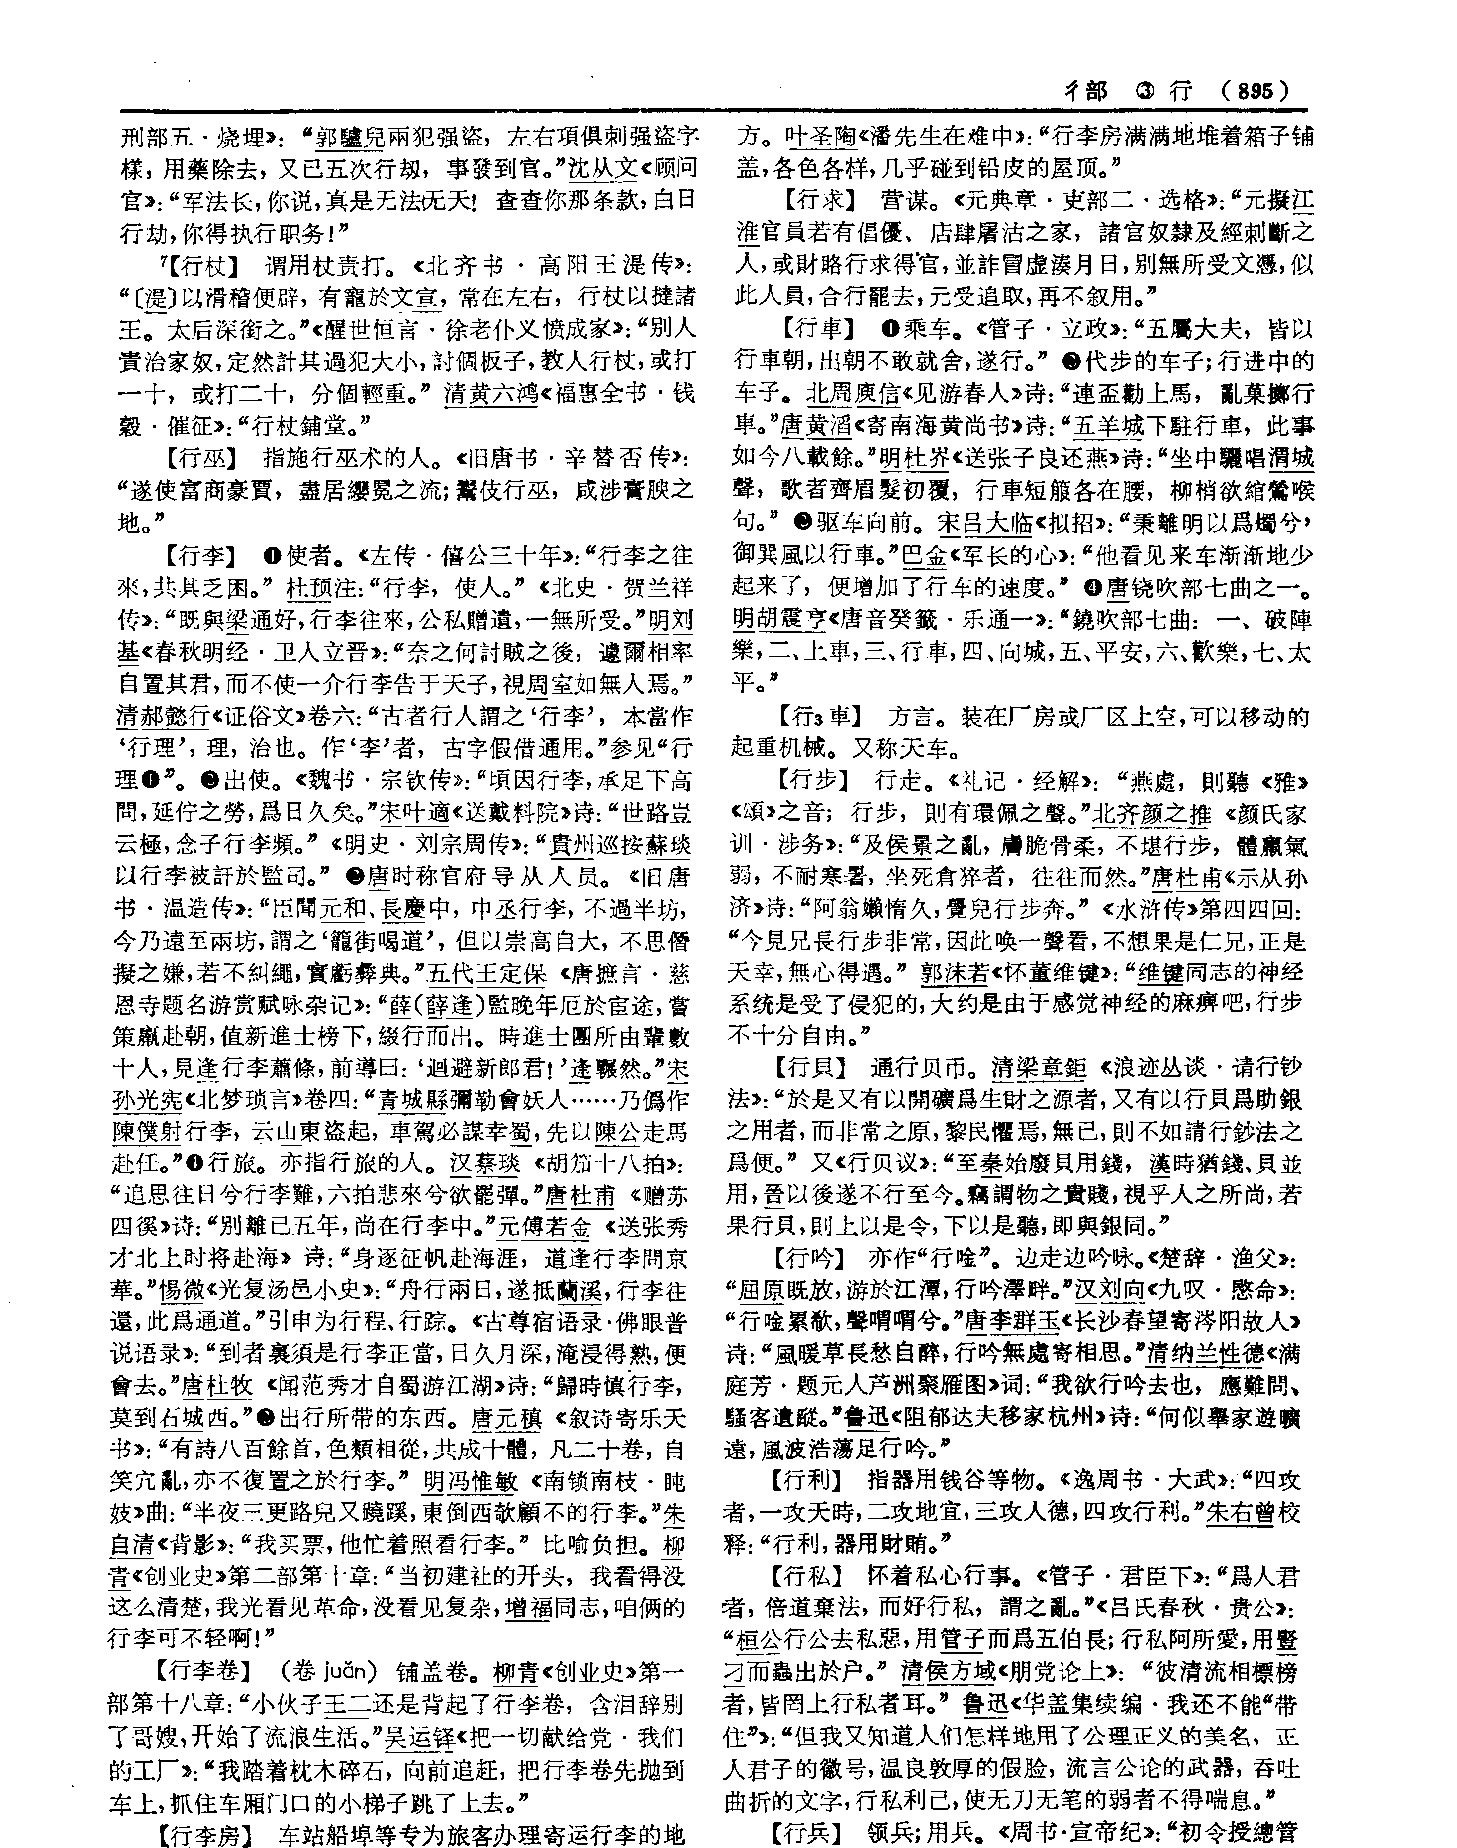 彳部 ③ 行 （895）
刑部五·烧埋》：“郭驢兒兩犯强盜，左右項俱刺强盜字
樣，用藥除去，又已五次行刼，事發到官。”沈从文《顾问
官》：“军法长，你说，真是无法无天！查查你那条款，白日
行劫，你得执行职务！”
【行杖】 谓用杖责打。《北齐书·高阳王湜传》：
“〔湜〕以滑稽便辟，有寵於文宣，常在左右，行杖以撻諸
王。太后深銜之。”《醒世恒言·徐老仆义愤成家》：“别人
責治家奴，定然計其過犯大小，討個板子，教人行杖，或打
一十，或打二十，分個輕重。”清黄六鸿《福惠全书·钱
穀·催征》：“行杖鋪堂。”
【行巫】 指施行巫术的人。《旧唐书·辛替否传》：
“遂使富商豪賈，盡居纓冕之流；鬻伎行巫，咸涉膏腴之
地。”
【行李】 ❶使者。《左传·僖公三十年》：“行李之往
來，共其乏困。”杜预注：“行李，使人。”《北史·贺兰祥
传》：“既與梁通好，行李往來，公私贈遺，一無所受。”明刘
基《春秋明经·卫人立晋》：“奈之何討賊之後，遽爾相率
自置其君，而不使一介行李告于天子，視周室如無人焉。”
清郝懿行《证俗文》卷六：“古者行人謂之‘行李’，本當作
‘行理’，理，治也。作‘李’者，古字假借通用。”参见“行
理❶”。❷出使。《魏书·宗钦传》：“頃因行李，承足下高
問，延佇之勞，爲日久矣。”宋叶適《送戴料院》诗：“世路豈
云極，念子行李頻。”《明史·刘宗周传》：“貴州巡按蘇琰
以行李被訐於監司。”❸唐时称官府导从人员。《旧唐
书·温造传》：“臣聞元和、長慶中，中丞行李，不過半坊，
今乃遠至兩坊，謂之‘籠街喝道’，但以崇高自大，不思僭
擬之嫌，若不糾繩，實虧彝典。”五代王定保《唐摭言·慈
恩寺题名游赏赋咏杂记》：“薛（薛逢）監晚年厄於宦途，嘗
策羸赴朝，值新進士榜下，綴行而出。時進士團所由輩數
十人，見逢行李蕭條，前導曰：‘迴避新郎君！’逢冁然。”宋
孙光宪《北梦琐言》卷四：“青城縣彌勒會妖人……乃僞作
陳僕射行李，云山東盜起，車駕必謀幸蜀，先以陳公走馬
赴任。”❹行旅。亦指行旅的人。汉蔡琰《胡笳十八拍》：
“追思往日兮行李難，六拍悲來兮欲罷彈。”唐杜甫《赠苏
四徯》诗：“别離已五年，尚在行李中。”元傅若金《送张秀
才北上时将赴海》诗：“身逐征帆赴海涯，道逢行李問京
華。”惕微《光复汤邑小史》：“舟行兩日，遂抵蘭溪，行李往
還，此爲通道。”引申为行程、行踪。《古尊宿语录·佛眼普
说语录》：“到者裏須是行李正當，日久月深，淹浸得熟，便
會去。”唐杜牧《闻范秀才自蜀游江湖》诗：“歸時慎行李，
莫到石城西。”❺出行所带的东西。唐元稹《叙诗寄乐天
书》：“有詩八百餘首，色類相從，共成十體，凡二十卷，自
笑冗亂，亦不復置之於行李。”明冯惟敏《南锁南枝·盹
妓》曲：“半夜三更路兒又蹺蹊，東倒西欹顧不的行李。”朱
自清《背影》：“我买票，他忙着照看行李。”比喻负担。柳
青《创业史》第二部第十章：“当初建社的开头，我看得没
这么清楚，我光看见革命，没看见复杂，增福同志，咱俩的
行李可不轻啊！”
【行李卷】 （卷 juǎn）铺盖卷。柳青《创业史》第一
部第十八章：“小伙子王二还是背起了行李卷，含泪辞别
了哥嫂，开始了流浪生活。”吴运铎《把一切献给党·我们
的工厂》：“我踏着枕木碎石，向前追赶，把行李卷先抛到
车上，抓住车厢门口的小梯子跳了上去。”
【行李房】 车站船埠等专为旅客办理寄运行李的地
方。叶圣陶《潘先生在难中》：“行李房满满地堆着箱子铺
盖，各色各样，几乎碰到铅皮的屋顶。”
【行求】 营谋。《元典章·吏部二·选格》：“元擬江
淮官員若有倡優、店肆屠沽之家，諸官奴隸及經刺斷之
人，或財賂行求得官，並詐冒虚湊月日，别無所受文憑，似
此人員，合行罷去，元受追取，再不叙用。”
【行車】 ❶乘车。《管子·立政》：“五屬大夫，皆以
行車朝，出朝不敢就舍，遂行。”❷代步的车子；行进中的
车子。北周庾信《见游春人》诗：“連盃勸上馬，亂菓擲行
車。”唐黄滔《寄南海黄尚书》诗：“五羊城下駐行車，此事
如今八載餘。”明杜岕《送张子良还燕》诗：“坐中驪唱渭城
聲，歌者齊眉髮初覆，行車短箙各在腰，柳梢欲綰鶯喉
句。”❸驱车向前。宋吕大临《拟招》：“秉離明以爲燭兮，
御巽風以行車。”巴金《军长的心》：“他看见来车渐渐地少
起来了，便增加了行车的速度。”❹唐铙吹部七曲之一。
明胡震亨《唐音癸籤·乐通一》：“鐃吹部七曲：一、破陣
樂，二、上車，三、行車，四、向城，五、平安，六、歡樂，七、太
平。”
【行3車】 方言。装在厂房或厂区上空，可以移动的
起重机械。又称天车。
【行步】 行走。《礼记·经解》：“燕處，則聽《雅》
《頌》之音；行步，則有環佩之聲。”北齐颜之推《颜氏家
训·涉务》：“及侯景之亂，膚脆骨柔，不堪行步，體羸氣
弱，不耐寒暑，坐死倉猝者，往往而然。”唐杜甫《示从孙
济》诗：“阿翁嬾惰久，覺兒行步奔。”《水浒传》第四四回：
“今見兄長行步非常，因此唤一聲看，不想果是仁兄，正是
天幸，無心得遇。”郭沫若《怀董维键》：“维键同志的神经
系统是受了侵犯的，大约是由于感觉神经的麻痹吧，行步
不十分自由。”
【行貝】 通行贝币。清梁章鉅《浪迹丛谈·请行钞
法》：“於是又有以開礦爲生財之源者，又有以行貝爲助銀
之用者，而非常之原，黎民懼焉，無已，則不如請行鈔法之
爲便。”又《行贝议》：“至秦始廢貝用錢，漢時猶錢、貝並
用，晉以後遂不行至今。竊謂物之貴賤，視乎人之所尚，若
果行貝，則上以是令，下以是聽，即與銀同。”
【行吟】 亦作“行唫”。边走边吟咏。《楚辞·渔父》：
“屈原既放，游於江潭，行吟澤畔。”汉刘向《九叹·愍命》：
“行唫累欷，聲喟喟兮。”唐李群玉《长沙春望寄涔阳故人》
诗：“風暖草長愁自醉，行吟無處寄相思。”清纳兰性德《满
庭芳·题元人芦洲聚雁图》词：“我欲行吟去也，應難問、
騷客遺蹤。”鲁迅《阻郁达夫移家杭州》诗：“何似舉家遊曠
遠，風波浩蕩足行吟。”
【行利】 指器用钱谷等物。《逸周书·大武》：“四攻
者，一攻天時，二攻地宜，三攻人德，四攻行利。”朱右曾校
释：“行利，器用財賄。”
【行私】 怀着私心行事。《管子·君臣下》：“爲人君
者，倍道棄法，而好行私，謂之亂。”《吕氏春秋·贵公》：
“桓公行公去私惡，用管子而爲五伯長；行私阿所愛，用豎
刁而蟲出於户。”清侯方域《朋党论上》：“彼清流相標榜
者，皆罔上行私者耳。”鲁迅《华盖集续编·我还不能“带
住”》：“但我又知道人们怎样地用了公理正义的美名，正
人君子的徽号，温良敦厚的假脸，流言公论的武器，吞吐
曲折的文字，行私利己，使无刀无笔的弱者不得喘息。”
【行兵】 领兵；用兵。《周书·宣帝纪》：“初令授總管